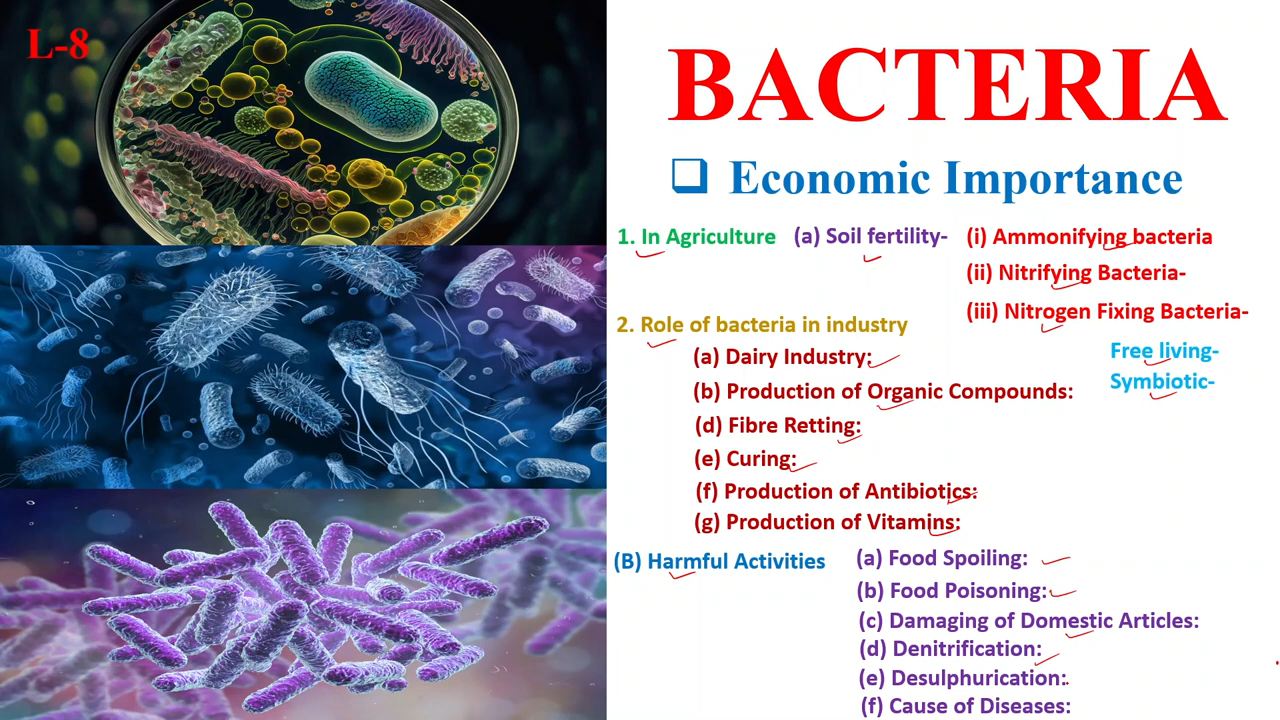 L-8
BACTERIA
❑ Economic Importance
1. In Agriculture (a) Soil fertility- (i) Ammonifying bacteria
(ii) Nitrifying Bacteria-
(iii) Nitrogen Fixing Bacteria-
Free living-
Symbiotic-
2. Role of bacteria in industry
(a) Dairy Industry:
(b) Production of Organic Compounds:
(d) Fibre Retting:
(e) Curing:
(f) Production of Antibiotics:
(g) Production of Vitamins:
(B) Harmful Activities (a) Food Spoiling:
(b) Food Poisoning:
(c) Damaging of Domestic Articles:
(d) Denitrification:
(e) Desulphurication:
(f) Cause of Diseases: